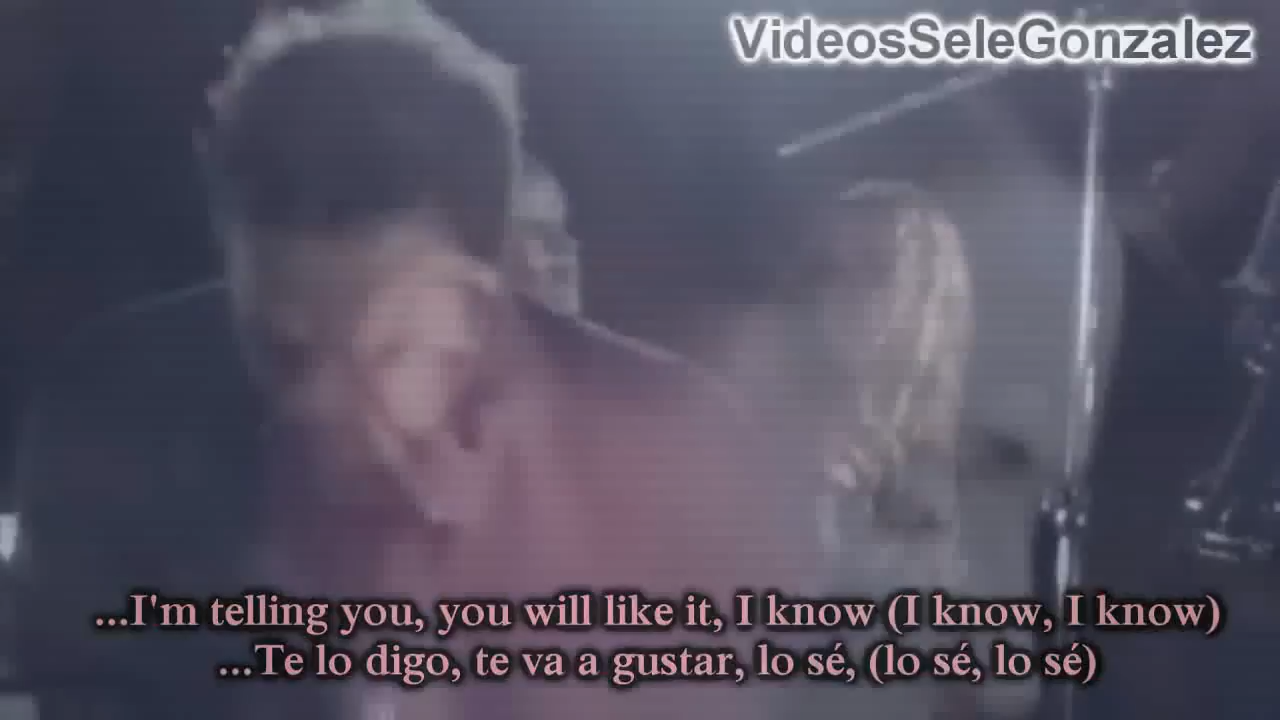 VideosSeleGonzalez
...I'm telling you, you will like it, I know (I know, I know)
...Te lo digo, te va a gustar, lo sé, (lo sé, lo sé)